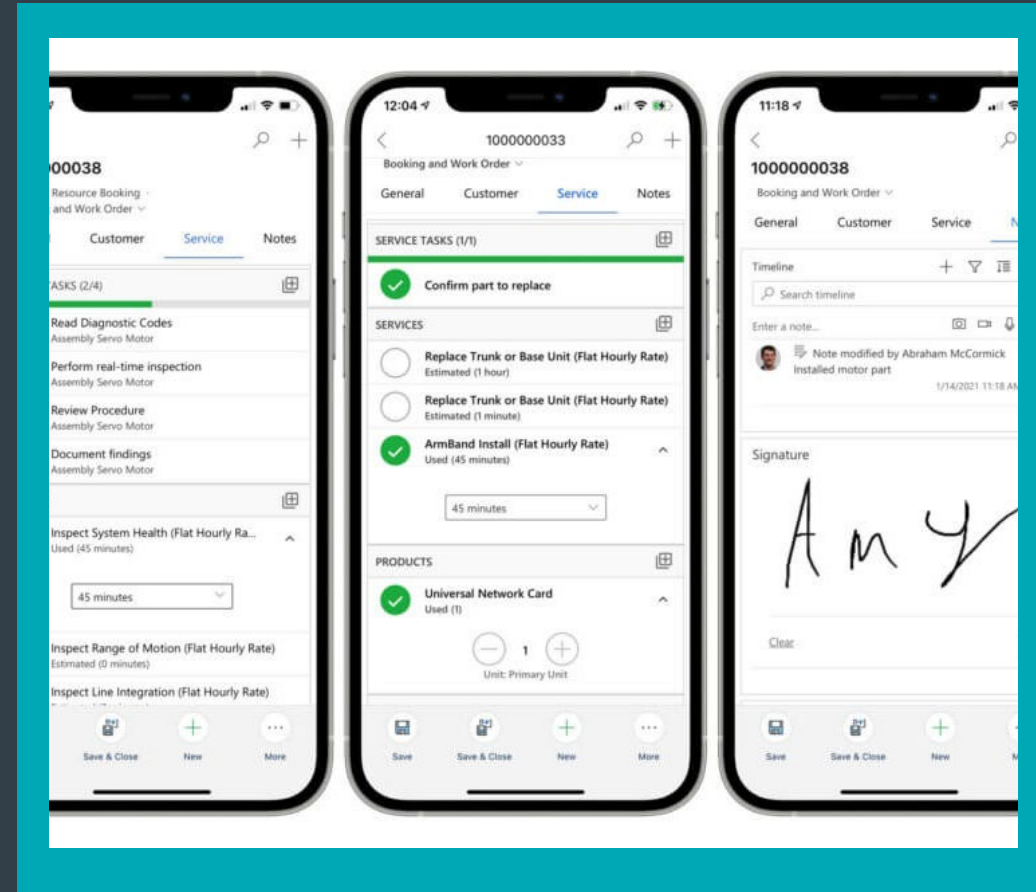 000038
Resource Booking
and Work Order
Customer Service Notes
ASKS (2/4)
Read Diagnostic Codes
Assembly Servo Motor
Perform real-time inspection
Assembly Servo Motor
Review Procedure
Assembly Servo Motor
Document findings
Assembly Servo Motor
Inspect System Health (Flat Hourly Ra...
Used (45 minutes)
45 minutes
Inspect Range of Motion (Flat Hourly Rate)
Estimated (0 minutes)
Inspect Line Integration (Flat Hourly Rate)
Save & Close New More
12:04
1000000033
Booking and Work Order
General Customer Service Notes
SERVICE TASKS (1/1)
Confirm part to replace
SERVICES
Replace Trunk or Base Unit (Flat Hourly Rate)
Estimated (1 hour)
Replace Trunk or Base Unit (Flat Hourly Rate)
Estimated (1 minute)
ArmBand Install (Flat Hourly Rate)
Used (45 minutes)
45 minutes
PRODUCTS
Universal Network Card
Used (1)
1
Unit: Primary Unit
Save Save & Close New More
11:18
1000000038
Booking and Work Order
General Customer Service N
Timeline
Search timeline
Enter a note...
Note modified by Abraham McCormick
Installed motor part
1/14/2021 11:18 AM
Signature
Amy
Clear
Save Save & Close New M